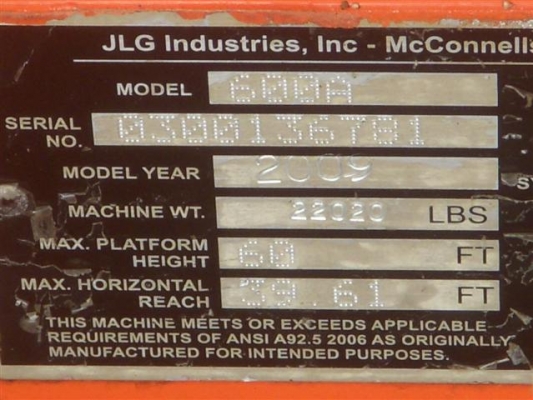 JLG Industries, Inc - McConnells
MODEL 600A
SERIAL NO. 0300136781
MODEL YEAR 2009
MACHINE WT. 22020 LBS
MAX. PLATFORM HEIGHT 60 FT
MAX. HORIZONTAL REACH 39.61 FT
THIS MACHINE MEETS OR EXCEEDS APPLICABLE
REQUIREMENTS OF ANSI A92.5 2006 AS ORIGINALLY
MANUFACTURED FOR INTENDED PURPOSES.